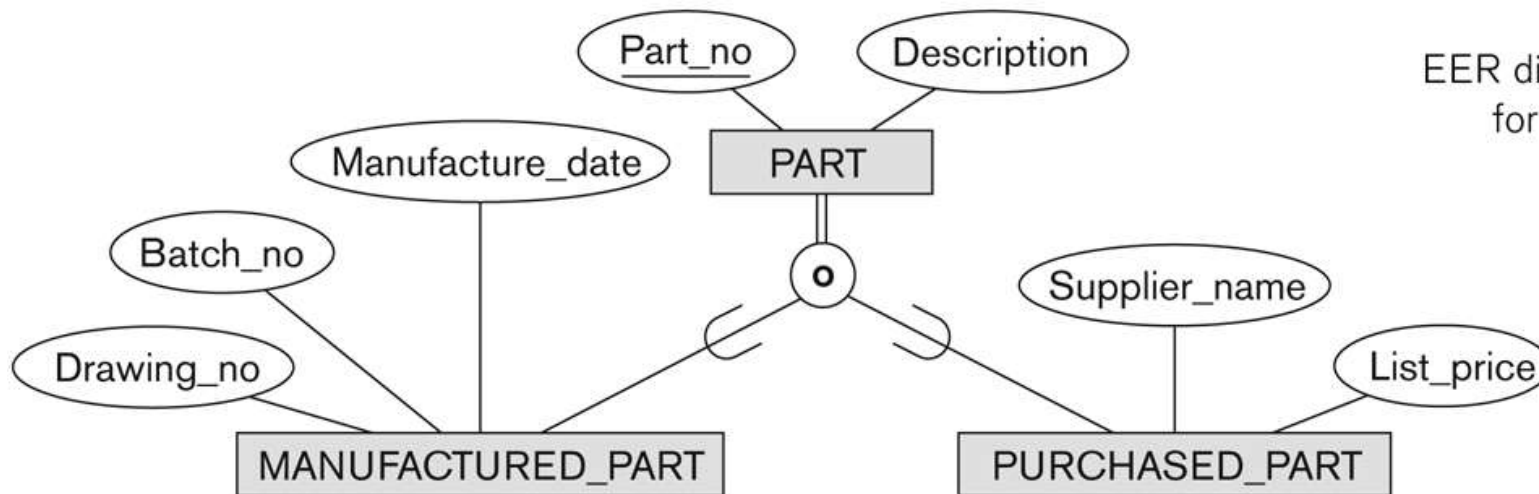 Part_no
Description
EER di
for
Manufacture_date
PART
Batch_no
o
Supplier_name
Drawing_no
List_price
MANUFACTURED_PART
PURCHASED_PART